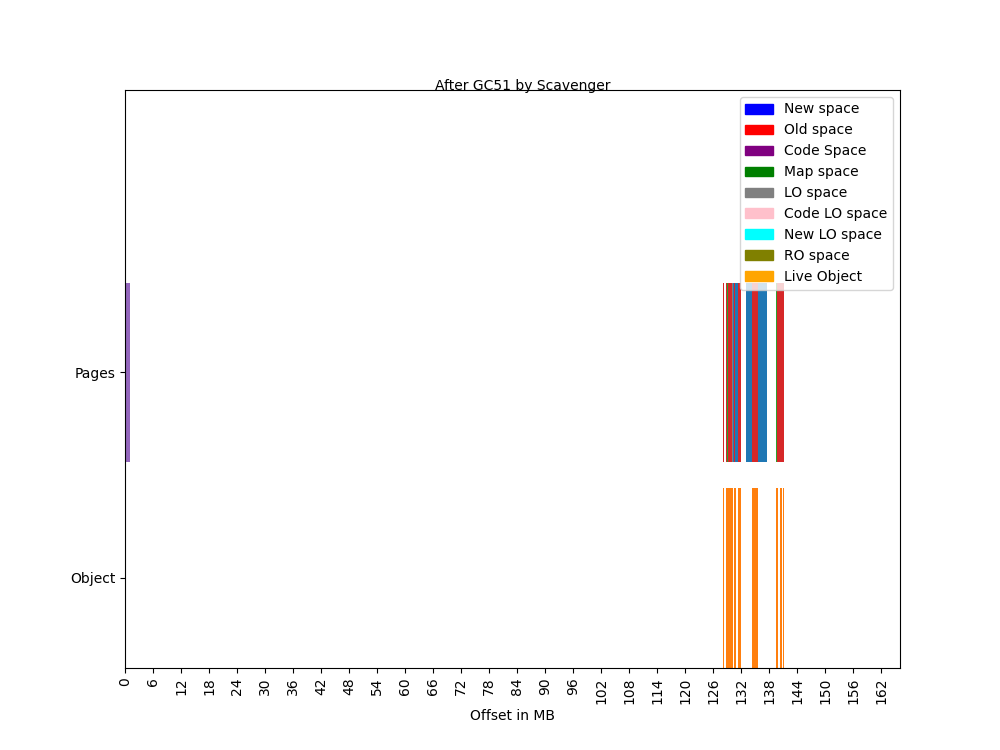 After GC51 by Scavenger
New space
Old space
Code Space
Map space
LO space
Code LO space
New LO space
RO space
Live Object
Pages
Object
0 6 12 18 24 30 36 42 48 54 60 66 72 78 84 90 96 102 108 114 120 126 132 138 144 150 156 162
Offset in MB